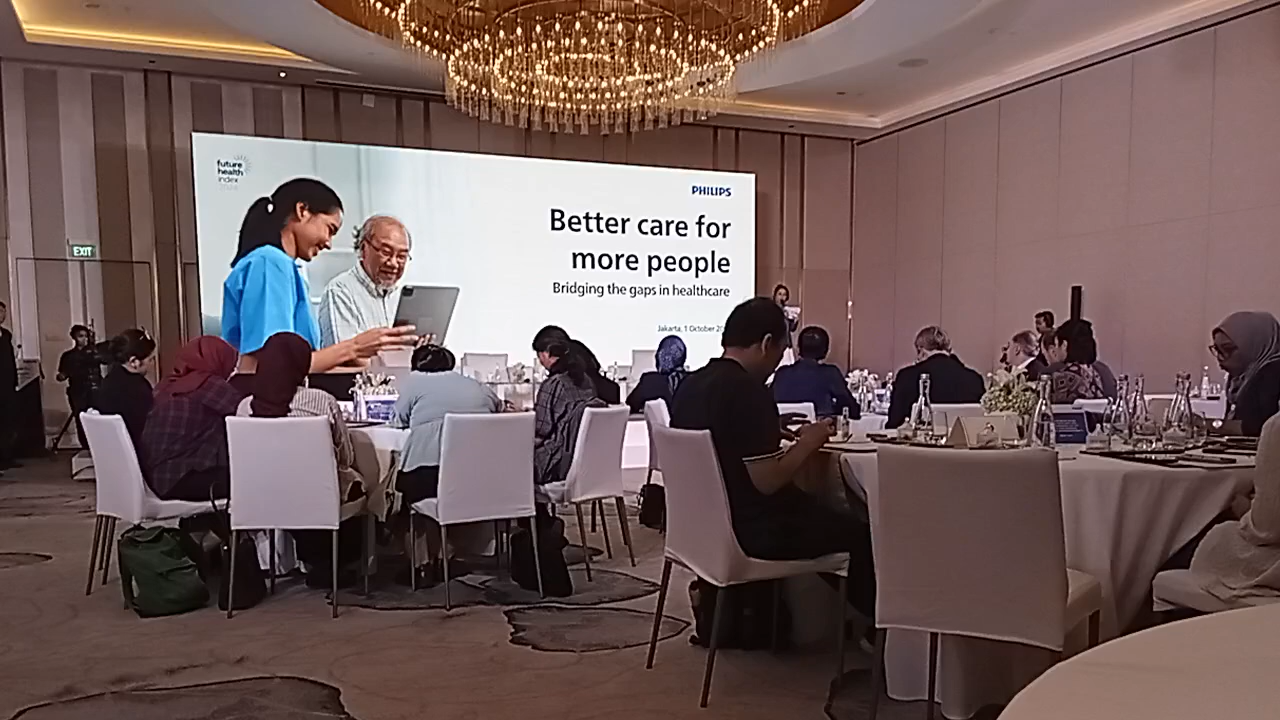 future
health
index
PHILIPS
Better care for
more people
Bridging the gaps in healthcare
Jakarta, 1 October
EXIT